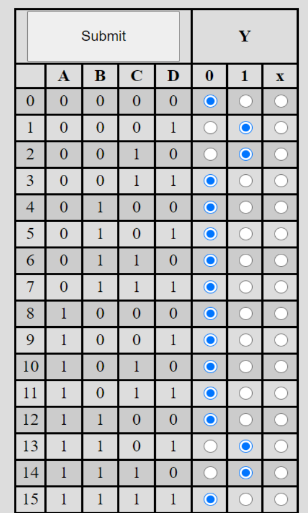 Submit Y
A B C D 0 1 x
0 0 0 0 0
1 0 0 0 1
2 0 0 1 0
3 0 0 1 1
4 0 1 0 0
5 0 1 0 1
6 0 1 1 0
7 0 1 1 1
8 1 0 0 0
9 1 0 0 1
10 1 0 1 0
11 1 0 1 1
12 1 1 0 0
13 1 1 0 1
14 1 1 1 0
15 1 1 1 1